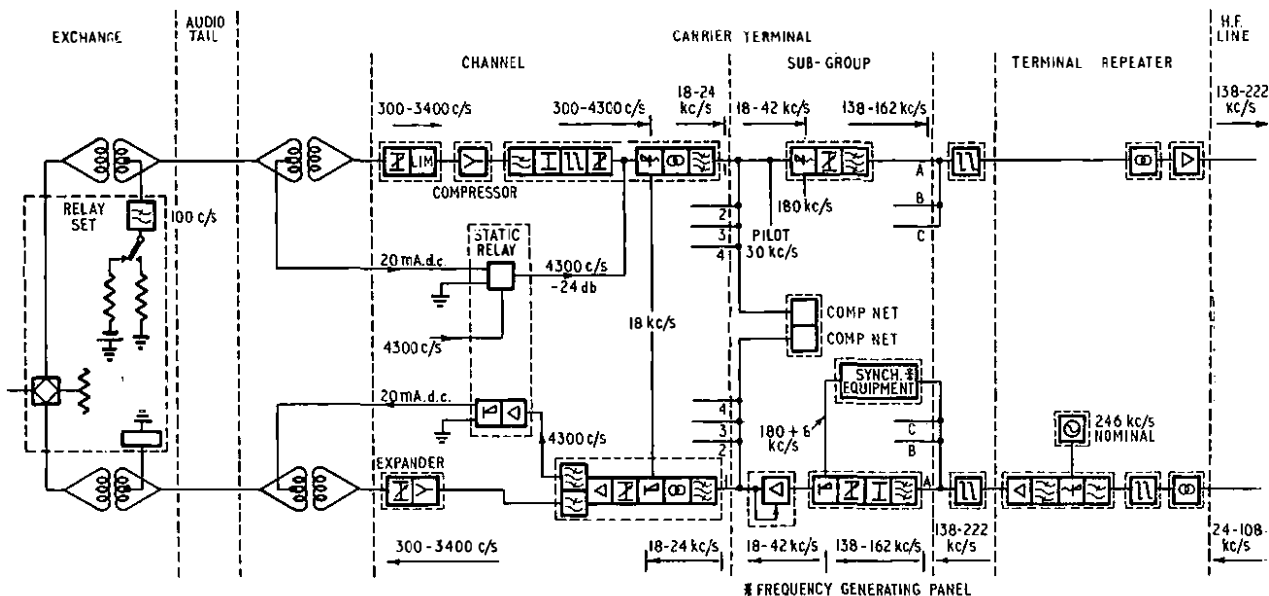 EXCHANGE
AUDIO
TAIL
CARRIER TERMINAL
H.F.
LINE
CHANNEL
SUB-GROUP
TERMINAL REPEATER
300-3400 c/s
300-4300 c/s
18-24
kc/s
18-42 kc/s
138-162 kc/s
138-222
kc/s
LIM
COMPRESSOR
RELAY
SET
100 c/s
STATIC
RELAY
20 mA.d.c.
4300 c/s
-24 db
4300 c/s
18 kc/s
2
3
4
PILOT
30 kc/s
180 kc/s
A
B
C
COMP NET
COMP NET
SYNCH. *
EQUIPMENT
20 mA.d.c.
4300 c/s
4
3
2
1
180 + 6
kc/s
C
B
A
246 kc/s
NOMINAL
EXPANDER
300-3400 c/s
18-24 kc/s
18-42 kc/s
138-162 kc/s
138-222
kc/s
24-108
kc/s
* FREQUENCY GENERATING PANEL